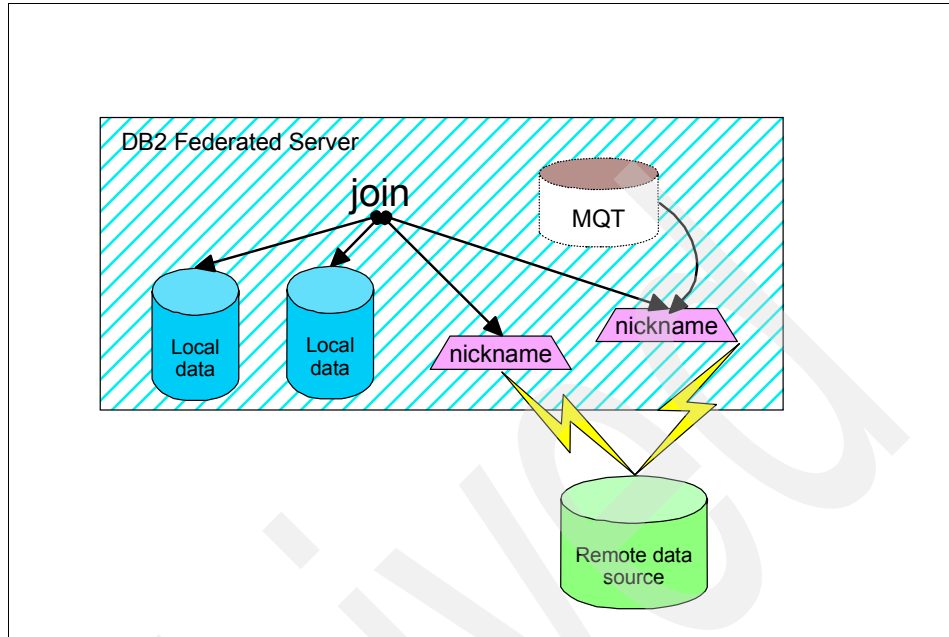 DB2 Federated Server
join
MQT
Local
data
Local
data
nickname
nickname
Remote data
source